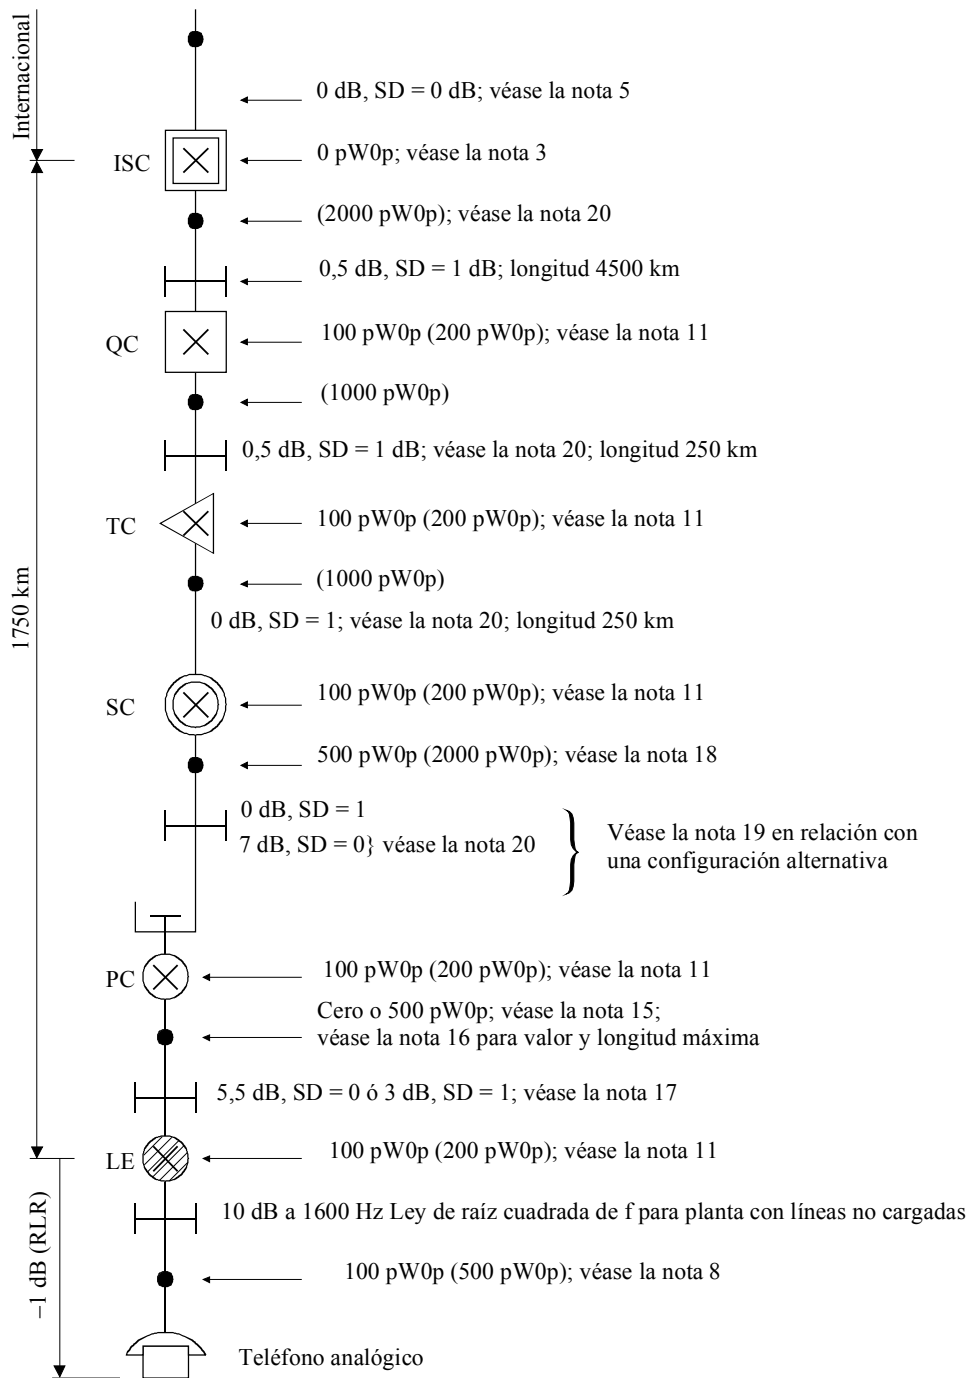 Internacional
0 dB, SD = 0 dB; véase la nota 5
ISC
0 pW0p; véase la nota 3
(2000 pW0p); véase la nota 20
0,5 dB, SD = 1 dB; longitud 4500 km
QC
100 pW0p (200 pW0p); véase la nota 11
(1000 pW0p)
0,5 dB, SD = 1 dB; véase la nota 20; longitud 250 km
TC
100 pW0p (200 pW0p); véase la nota 11
(1000 pW0p)
1750 km
0 dB, SD = 1; véase la nota 20; longitud 250 km
SC
100 pW0p (200 pW0p); véase la nota 11
500 pW0p (2000 pW0p); véase la nota 18
0 dB, SD = 1
7 dB, SD = 0} véase la nota 20
Véase la nota 19 en relación con
una configuración alternativa
PC
100 pW0p (200 pW0p); véase la nota 11
Cero o 500 pW0p; véase la nota 15;
véase la nota 16 para valor y longitud máxima
5,5 dB, SD = 0 ó 3 dB, SD = 1; véase la nota 17
LE
100 pW0p (200 pW0p); véase la nota 11
10 dB a 1600 Hz Ley de raíz cuadrada de f para planta con líneas no cargadas
–1 dB (RLR)
100 pW0p (500 pW0p); véase la nota 8
Teléfono analógico